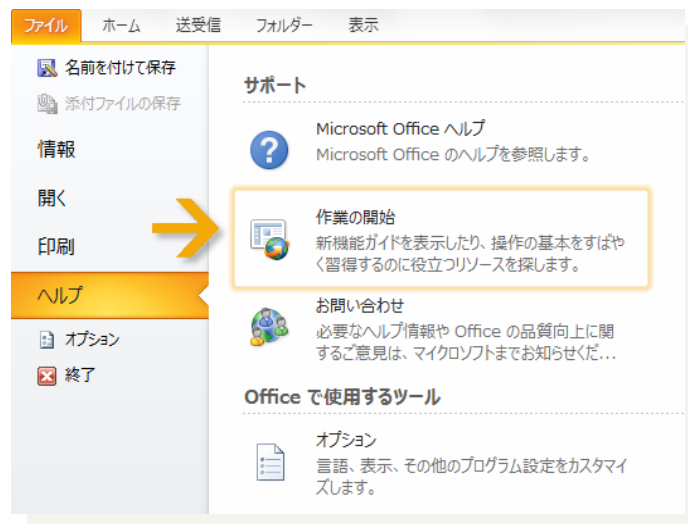 ファイル ホーム 送受信 フォルダー 表示
名前を付けて保存
添付ファイルの保存
情報
開く
印刷
ヘルプ
オプション
終了
サポート
Microsoft Office ヘルプ
Microsoft Office のヘルプを参照します。
作業の開始
新機能ガイドを表示したり、操作の基本をすばや
く習得するのに役立つリソースを探します。
お問い合わせ
必要なヘルプ情報や Office の品質向上に関
するご意見は、マイクロソフトまでお知らせくだ...
Office で使用するツール
オプション
言語、表示、その他のプログラム設定をカスタマイ
ズします。